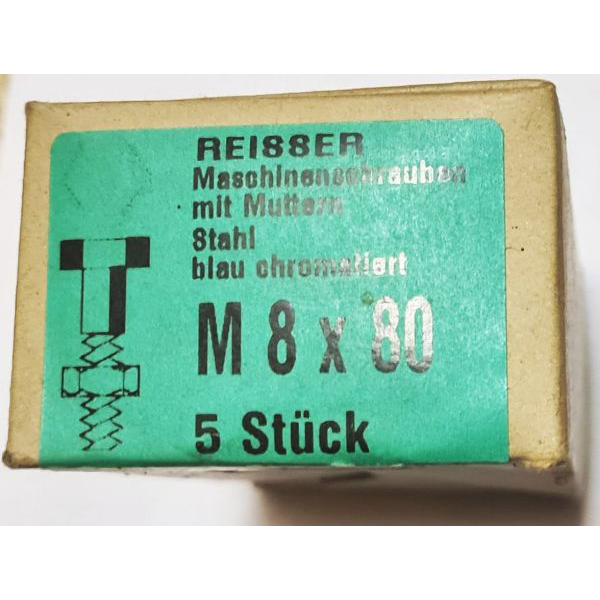 REISSER
Maschinenschrauben
mit Muttern
Stahl
blau chromatiert
M 8 x 80
5 Stück